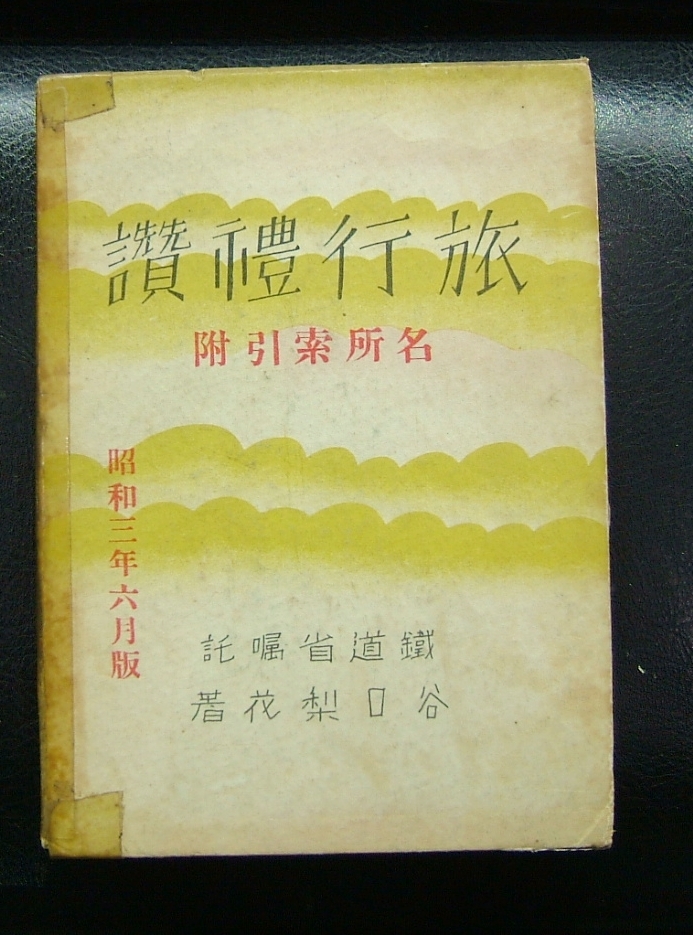 旅行禮讚
名所索引附
昭和三年六月版
鐵道省嘱託
谷口梨花著